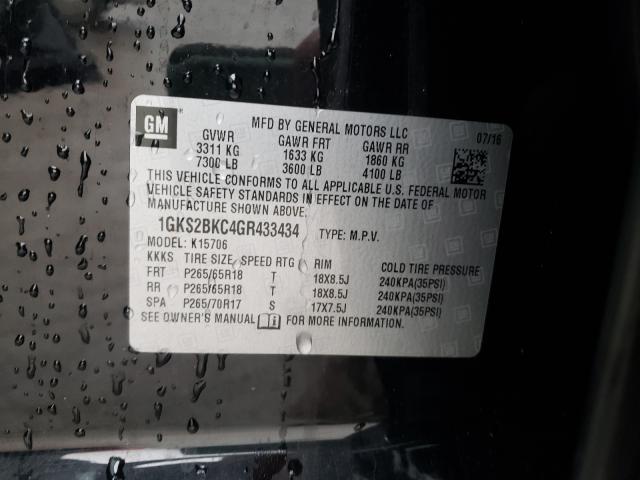 GM
MFD BY GENERAL MOTORS LLC
07/16
GVWR GAWR FRT GAWR RR
3311 KG 1633 KG 1860 KG
7300 LB 3600 LB 4100 LB
THIS VEHICLE CONFORMS TO ALL APPLICABLE U.S. FEDERAL MOTOR
VEHICLE SAFETY STANDARDS IN EFFECT ON THE DATE OF
MANUFACTURE SHOWN ABOVE.
1GKS2BKC4GR433434 TYPE: M.P.V.
MODEL: K15706
KKKS TIRE SIZE SPEED RTG RIM COLD TIRE PRESSURE
FRT P265/65R18 T 18X8.5J 240KPA(35PSI)
RR P265/65R18 T 18X8.5J 240KPA(35PSI)
SPA P265/70R17 S 17X7.5J 240KPA(35PSI)
SEE OWNER'S MANUAL FOR MORE INFORMATION.